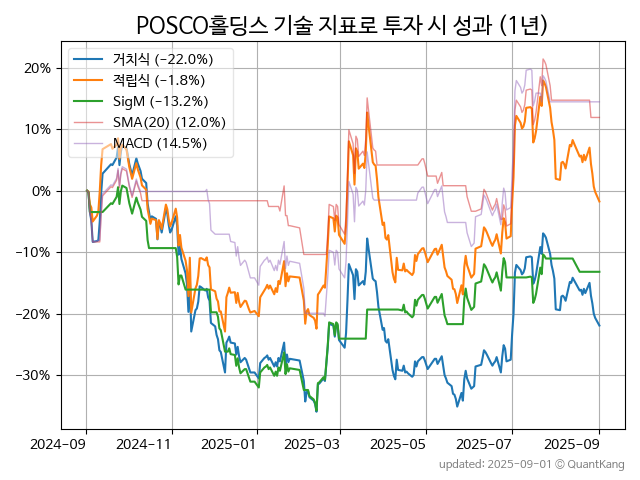 POSCO홀딩스 기술 지표로 투자 시 성과 (1년)
거치식 (−22.0%)
적립식 (−1.8%)
SigM (−13.2%)
SMA(20) (12.0%)
MACD (14.5%)
20%
10%
0%
−10%
−20%
−30%
2024-09 2024-11 2025-01 2025-03 2025-05 2025-07 2025-09
updated: 2025-09-01 © QuantKang